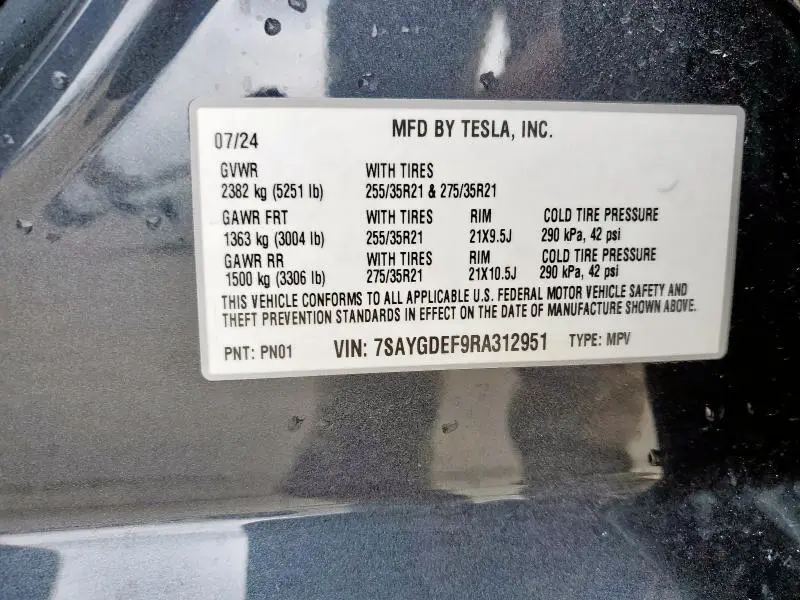 07/24 MFD BY TESLA, INC.
GVWR WITH TIRES
2382 kg (5251 lb) 255/35R21 & 275/35R21
GAWR FRT WITH TIRES RIM COLD TIRE PRESSURE
1363 kg (3004 lb) 255/35R21 21X9.5J 290 kPa, 42 psi
GAWR RR WITH TIRES RIM COLD TIRE PRESSURE
1500 kg (3306 lb) 275/35R21 21X10.5J 290 kPa, 42 psi
THIS VEHICLE CONFORMS TO ALL APPLICABLE U.S. FEDERAL MOTOR VEHICLE SAFETY AND
THEFT PREVENTION STANDARDS IN EFFECT ON THE DATE OF MANUFACTURE SHOWN ABOVE.
PNT: PN01 VIN: 7SAYGDEF9RA312951 TYPE: MPV